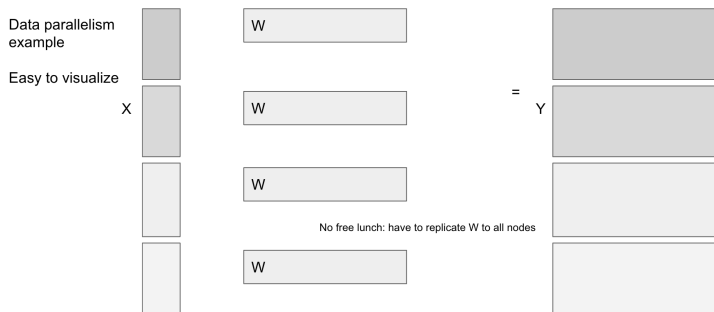 Data parallelism
example
Easy to visualize
X
W
W
W
W
=
Y
No free lunch: have to replicate W to all nodes